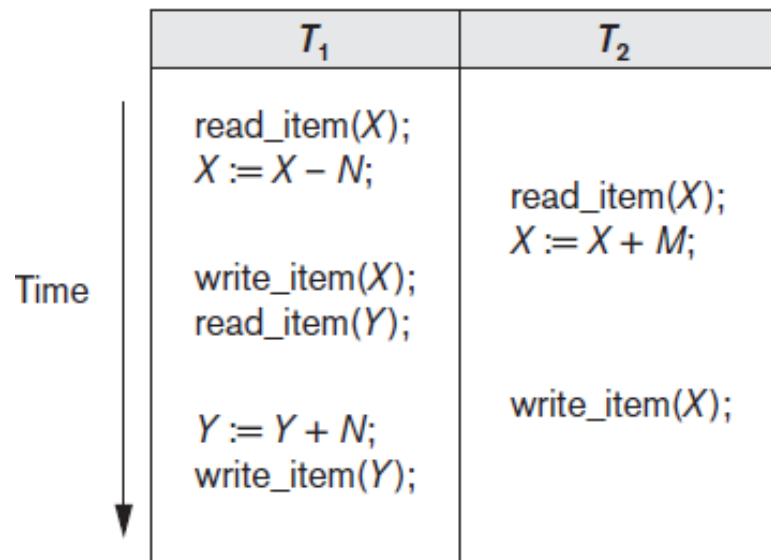 T₁ T₂
read_item(X);
X := X – N;
read_item(X);
X := X + M;
Time
write_item(X);
read_item(Y);
write_item(X);
Y := Y + N;
write_item(Y);